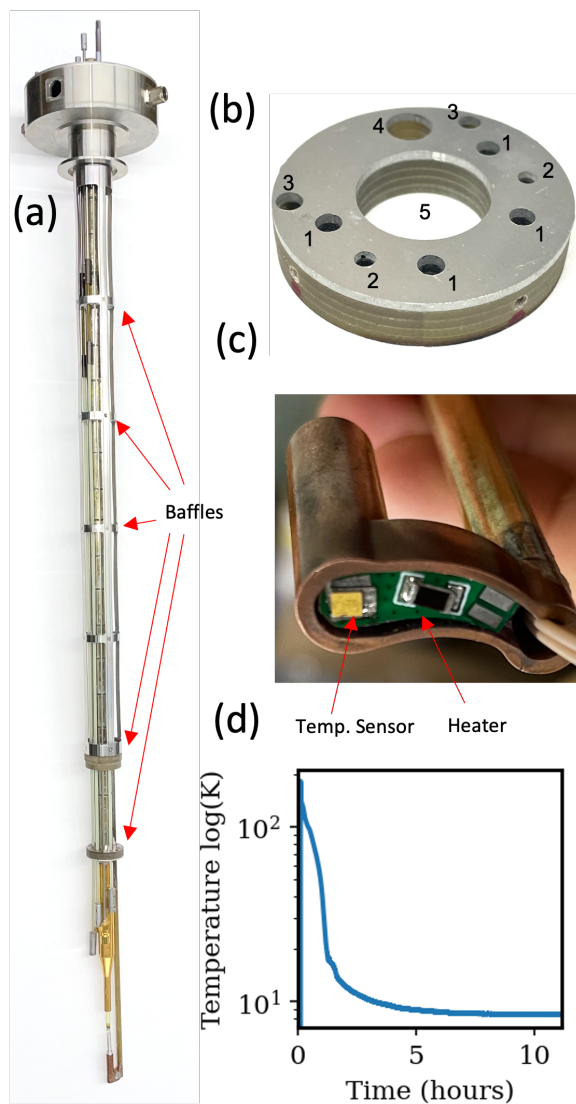 (a)
Baffles
(b)
3
4
1
2
3
5
1
1
2
1
(c)
Temp. Sensor
Heater
(d)
Temperature log(K)
10²
10¹
0
5
10
Time (hours)